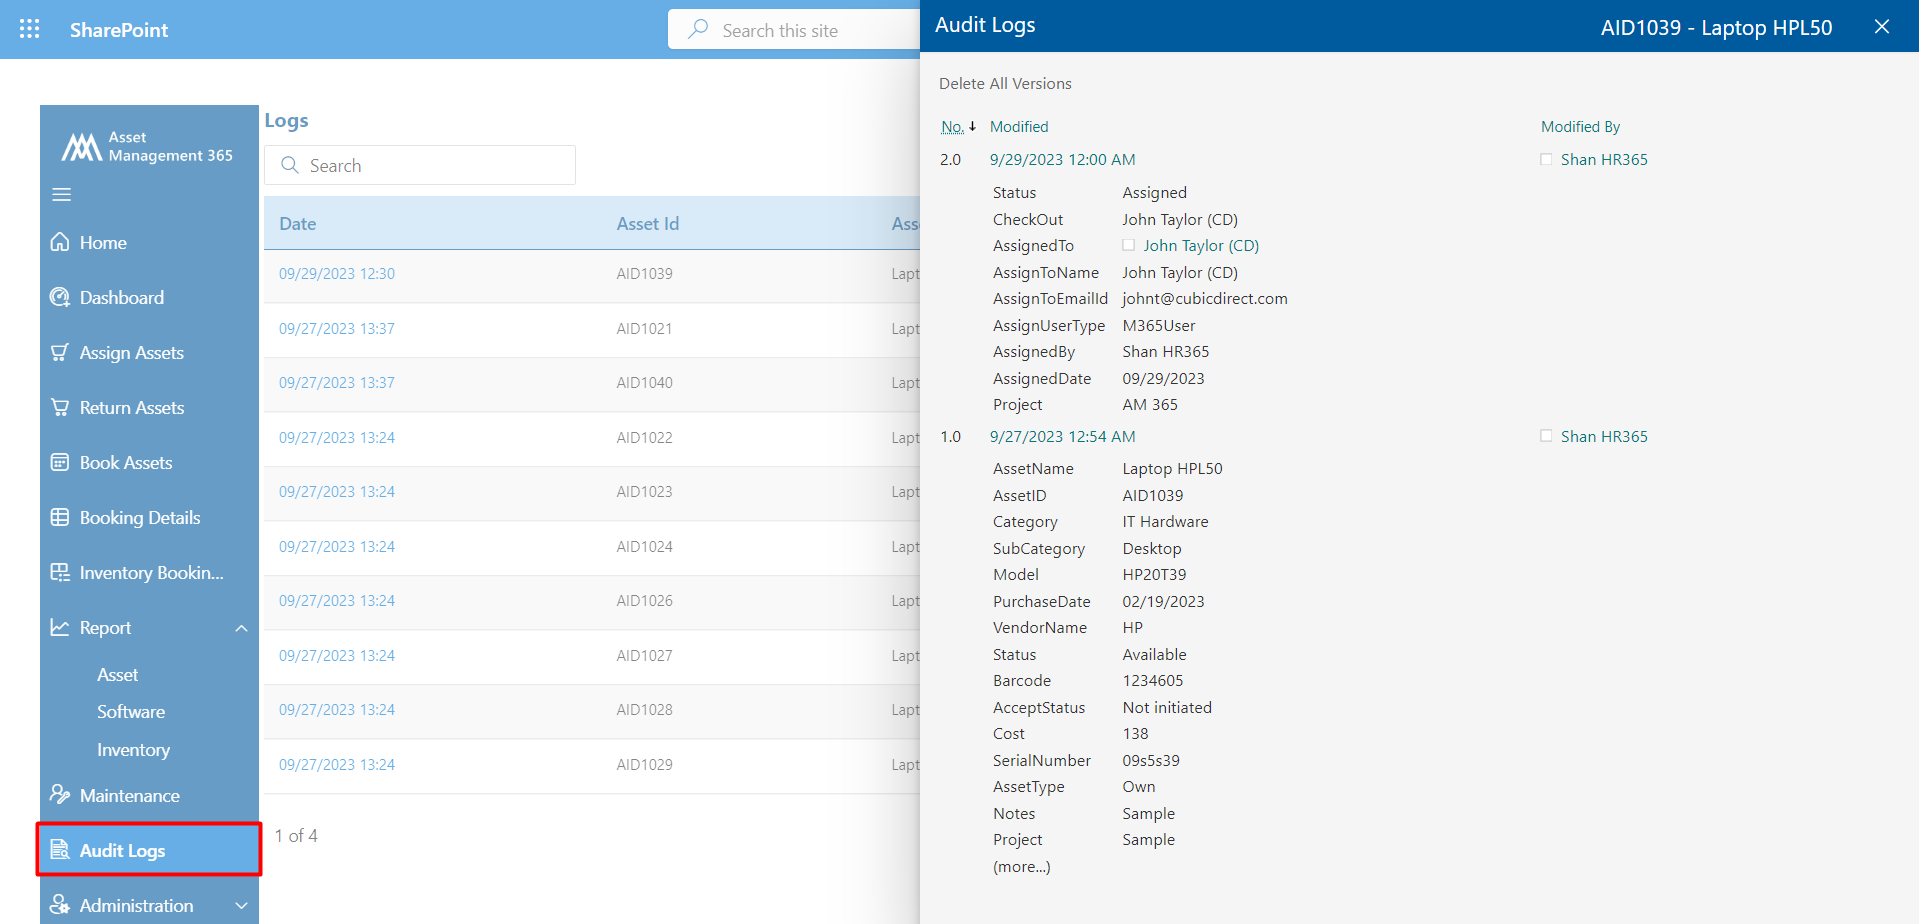 SharePoint
Search this site
Audit Logs
AID1039 - Laptop HPL50
Asset
Management 365
Home
Dashboard
Assign Assets
Return Assets
Book Assets
Booking Details
Inventory Bookin...
Report
Asset
Software
Inventory
Maintenance
Audit Logs
Administration
Logs
Search
Date Asset Id Ass
09/29/2023 12:30 AID1039 Lapt
09/27/2023 13:37 AID1021 Lapt
09/27/2023 13:37 AID1040 Lapt
09/27/2023 13:24 AID1022 Lapt
09/27/2023 13:24 AID1023 Lapt
09/27/2023 13:24 AID1024 Lapt
09/27/2023 13:24 AID1026 Lapt
09/27/2023 13:24 AID1027 Lapt
09/27/2023 13:24 AID1028 Lapt
09/27/2023 13:24 AID1029 Lapt
1 of 4
Delete All Versions
No. Modified Modified By
2.0 9/29/2023 12:00 AM Shan HR365
Status Assigned
CheckOut John Taylor (CD)
AssignedTo John Taylor (CD)
AssignToName John Taylor (CD)
AssignToEmailId johnt@cubicdirect.com
AssignUserType M365User
AssignedBy Shan HR365
AssignedDate 09/29/2023
Project AM 365
1.0 9/27/2023 12:54 AM Shan HR365
AssetName Laptop HPL50
AssetID AID1039
Category IT Hardware
SubCategory Desktop
Model HP20T39
PurchaseDate 02/19/2023
VendorName HP
Status Available
Barcode 1234605
AcceptStatus Not initiated
Cost 138
SerialNumber 09s5s39
AssetType Own
Notes Sample
Project Sample
(more...)